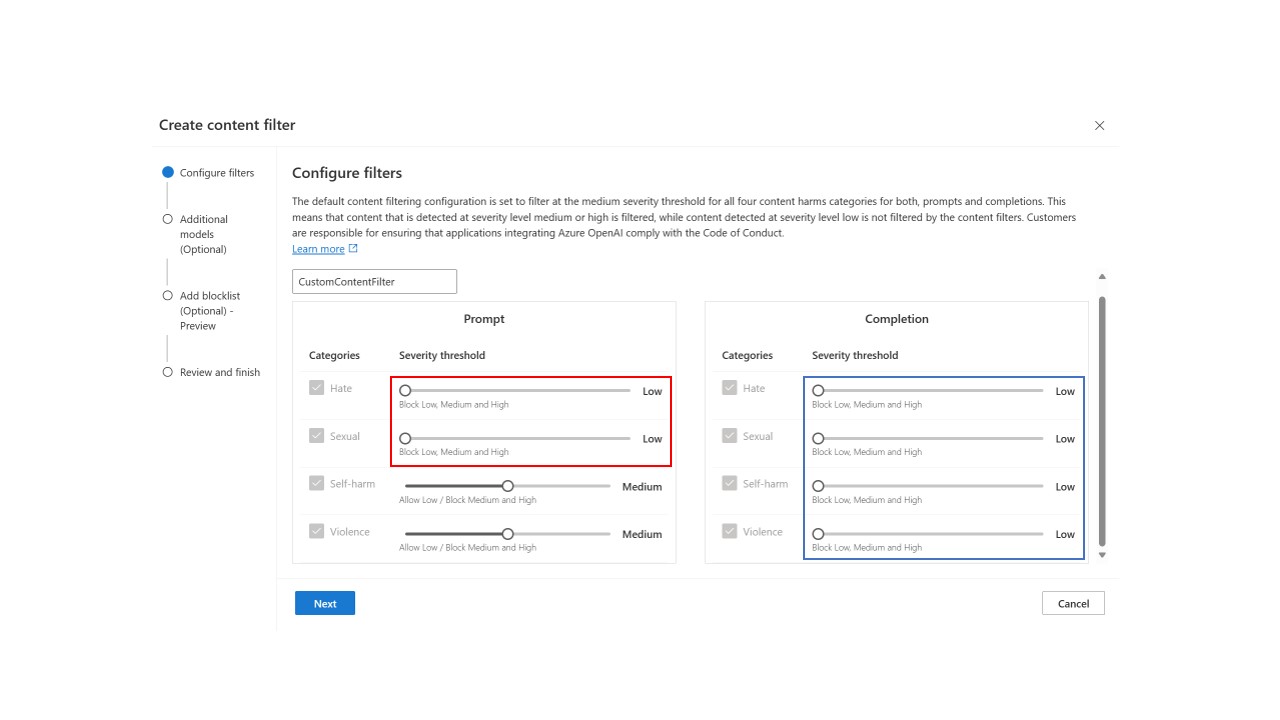 Create content filter
Configure filters
Additional
models
(Optional)
Add blocklist
(Optional) -
Preview
Review and finish
Configure filters
The default content filtering configuration is set to filter at the medium severity threshold for all four content harms categories for both, prompts and completions. This
means that content that is detected at severity level medium or high is filtered, while content detected at severity level low is not filtered by the content filters. Customers
are responsible for ensuring that applications integrating Azure OpenAI comply with the Code of Conduct.
Learn more
CustomContentFilter
Prompt
Categories Severity threshold
Hate Low
Block Low, Medium and High
Sexual Low
Block Low, Medium and High
Self-harm Medium
Allow Low / Block Medium and High
Violence Medium
Allow Low / Block Medium and High
Completion
Categories Severity threshold
Hate Low
Block Low, Medium and High
Sexual Low
Block Low, Medium and High
Self-harm Low
Block Low, Medium and High
Violence Low
Block Low, Medium and High
Next
Cancel